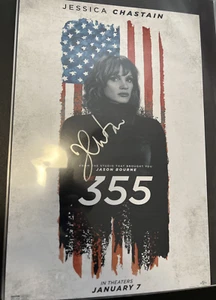 JESSICA CHASTAIN
FROM THE STUDIO THAT BROUGHT YOU
JASON BOURNE
355
IN THEATERS
JANUARY 7